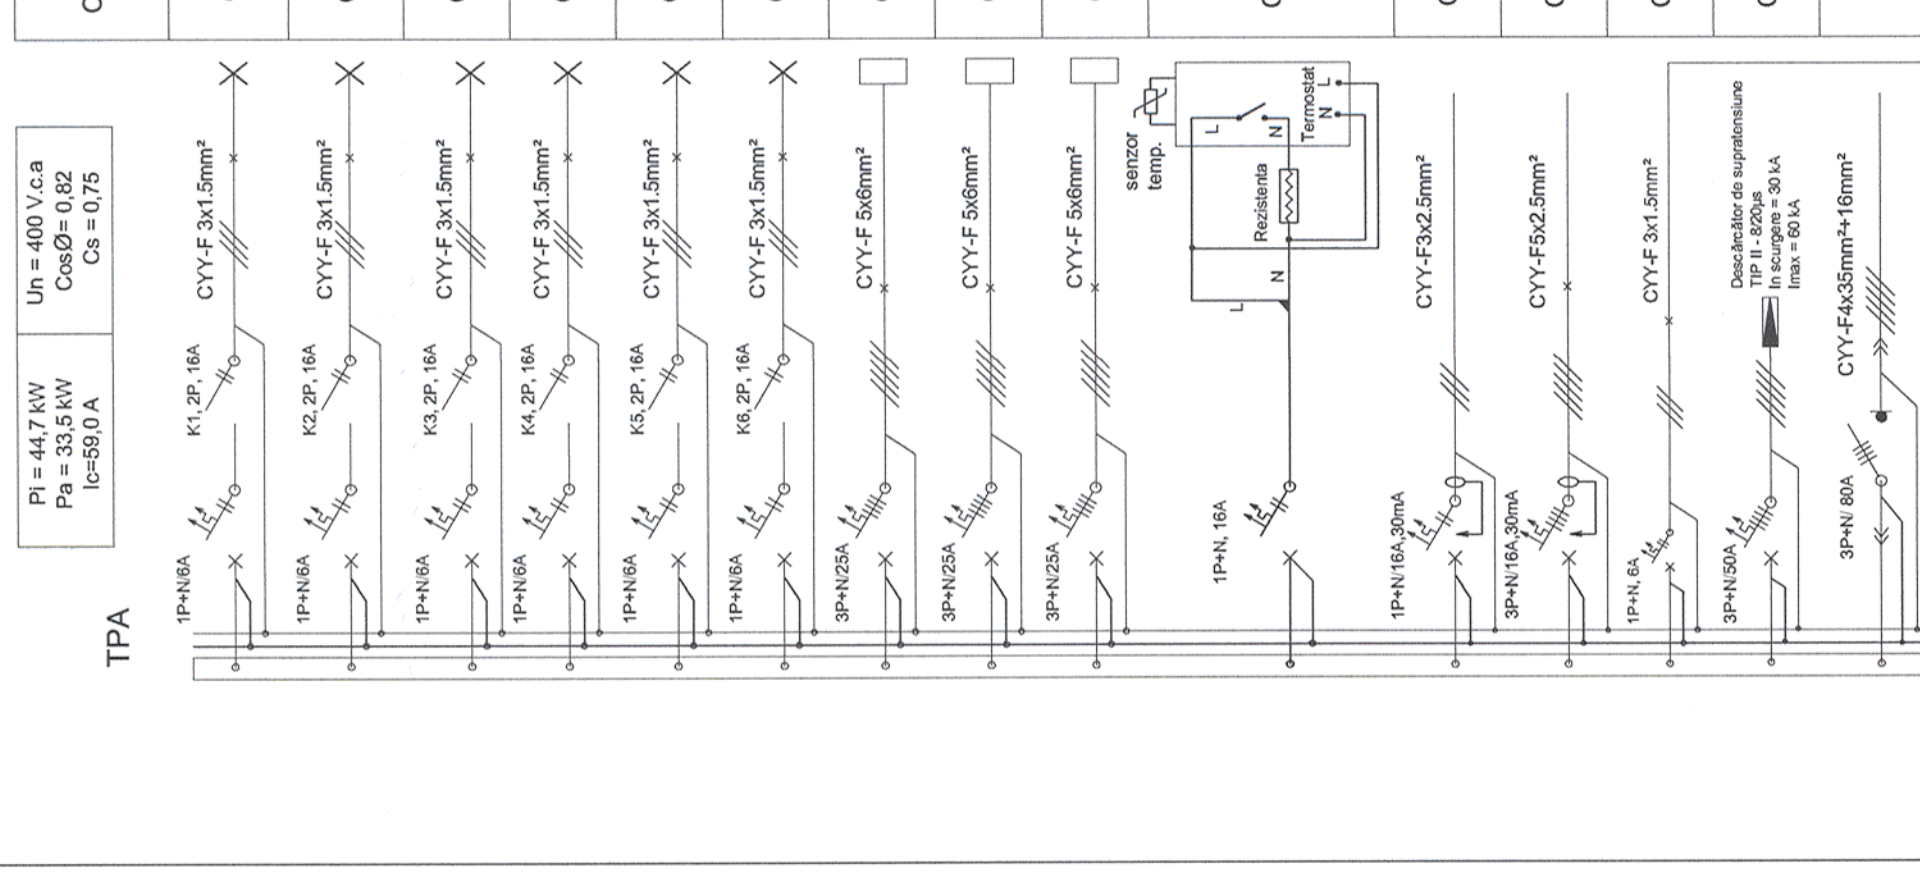 TPA
Pi = 44,7 kW
Pa = 33,5 kW
Ic=59,0 A
Un = 400 V.c.a
CosØ= 0,82
Cs = 0,75
1P+N/6A
K1, 2P, 16A
CYY-F 3x1.5mm²
1P+N/6A
K2, 2P, 16A
CYY-F 3x1.5mm²
1P+N/6A
K3, 2P, 16A
CYY-F 3x1.5mm²
1P+N/6A
K4, 2P, 16A
CYY-F 3x1.5mm²
1P+N/6A
K5, 2P, 16A
CYY-F 3x1.5mm²
1P+N/6A
K6, 2P, 16A
CYY-F 3x1.5mm²
3P+N/25A
CYY-F 5x6mm²
3P+N/25A
CYY-F 5x6mm²
3P+N/25A
CYY-F 5x6mm²
1P+N, 16A
L
N
senzor
temp.
Rezistenta
L
N
Termostat
N
L
1P+N/16A,30mA
CYY-F3x2.5mm²
3P+N/16A,30mA
CYY-F5x2.5mm²
1P+N, 6A
CYY-F 3x1.5mm²
3P+N/50A
Descărcător de supratensiune
TIP II - 8/20µs
In scurgere = 30 kA
Imax = 60 kA
3P+N/ 80A
CYY-F4x35mm²+16mm²